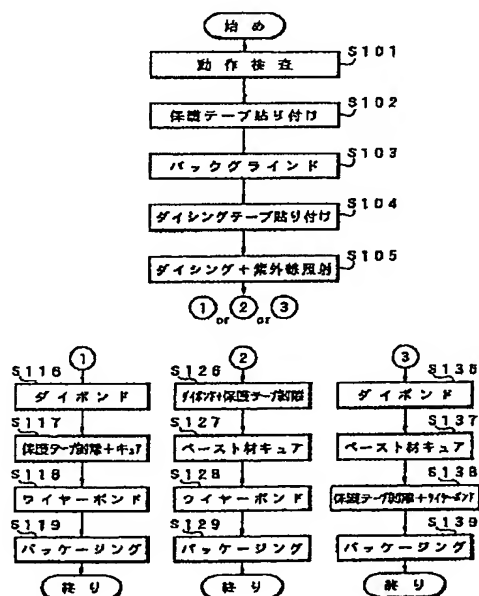 始め
S101
動作検査
S102
保護テープ貼り付け
S103
バックグラインド
S104
ダイシングテープ貼り付け
S105
ダイシング+紫外線照射
① or ② or ③
①
S116
ダイボンド
S117
保護テープ剥離+キュア
S118
ワイヤーボンド
S119
パッケージング
終り
②
S126
ダイボンド+保護テープ剥離
S127
ペースト材キュア
S128
ワイヤーボンド
S129
パッケージング
終り
③
S136
ダイボンド
S137
ペースト材キュア
S138
保護テープ剥離+ワイヤーボンド
S139
パッケージング
終り